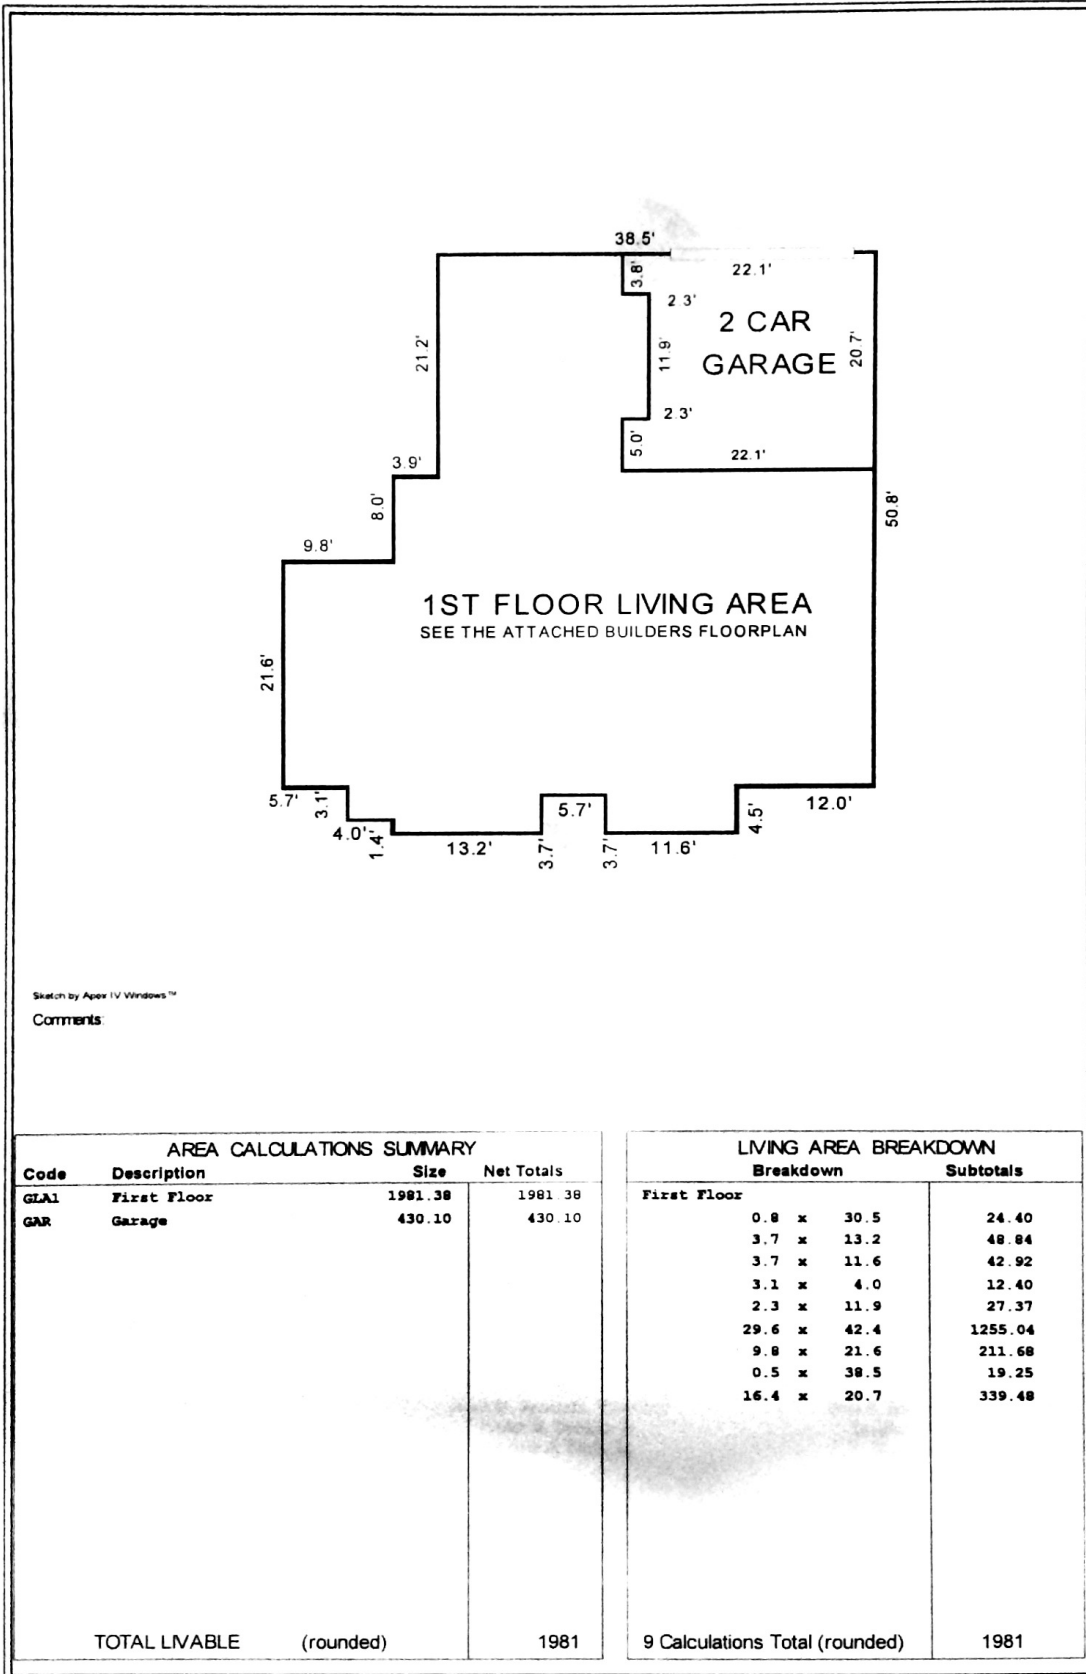 38.5'
3.8'
22.1'
2.3'
2 CAR
GARAGE
11.9'
20.7'
21.2'
2.3'
5.0'
22.1'
3.9'
8.0'
50.8'
9.8'
1ST FLOOR LIVING AREA
SEE THE ATTACHED BUILDERS FLOORPLAN
21.6'
5.7'
3.1'
4.0'
1.4'
13.2'
3.7'
5.7'
3.7'
11.6'
4.5'
12.0'
Sketch by Apex IV Windows™
Comments:
AREA CALCULATIONS SUMMARY
Code Description Size Net Totals
GLA1 First Floor 1981.38 1981.38
GAR Garage 430.10 430.10
TOTAL LIVABLE (rounded) 1981
LIVING AREA BREAKDOWN
Breakdown Subtotals
First Floor
0.8 x 30.5 24.40
3.7 x 13.2 48.84
3.7 x 11.6 42.92
3.1 x 4.0 12.40
2.3 x 11.9 27.37
29.6 x 42.4 1255.04
9.8 x 21.6 211.68
0.5 x 38.5 19.25
16.4 x 20.7 339.48
9 Calculations Total (rounded) 1981